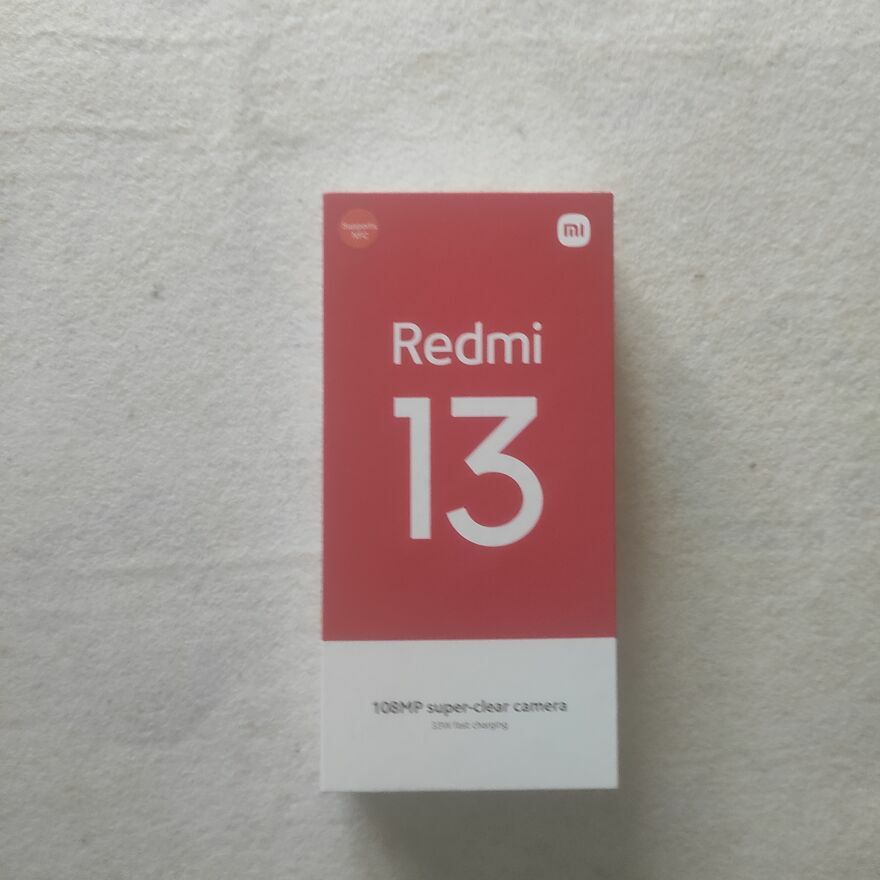 Supports
NFC
mi
Redmi
13
108MP super-clear camera
33W fast charging